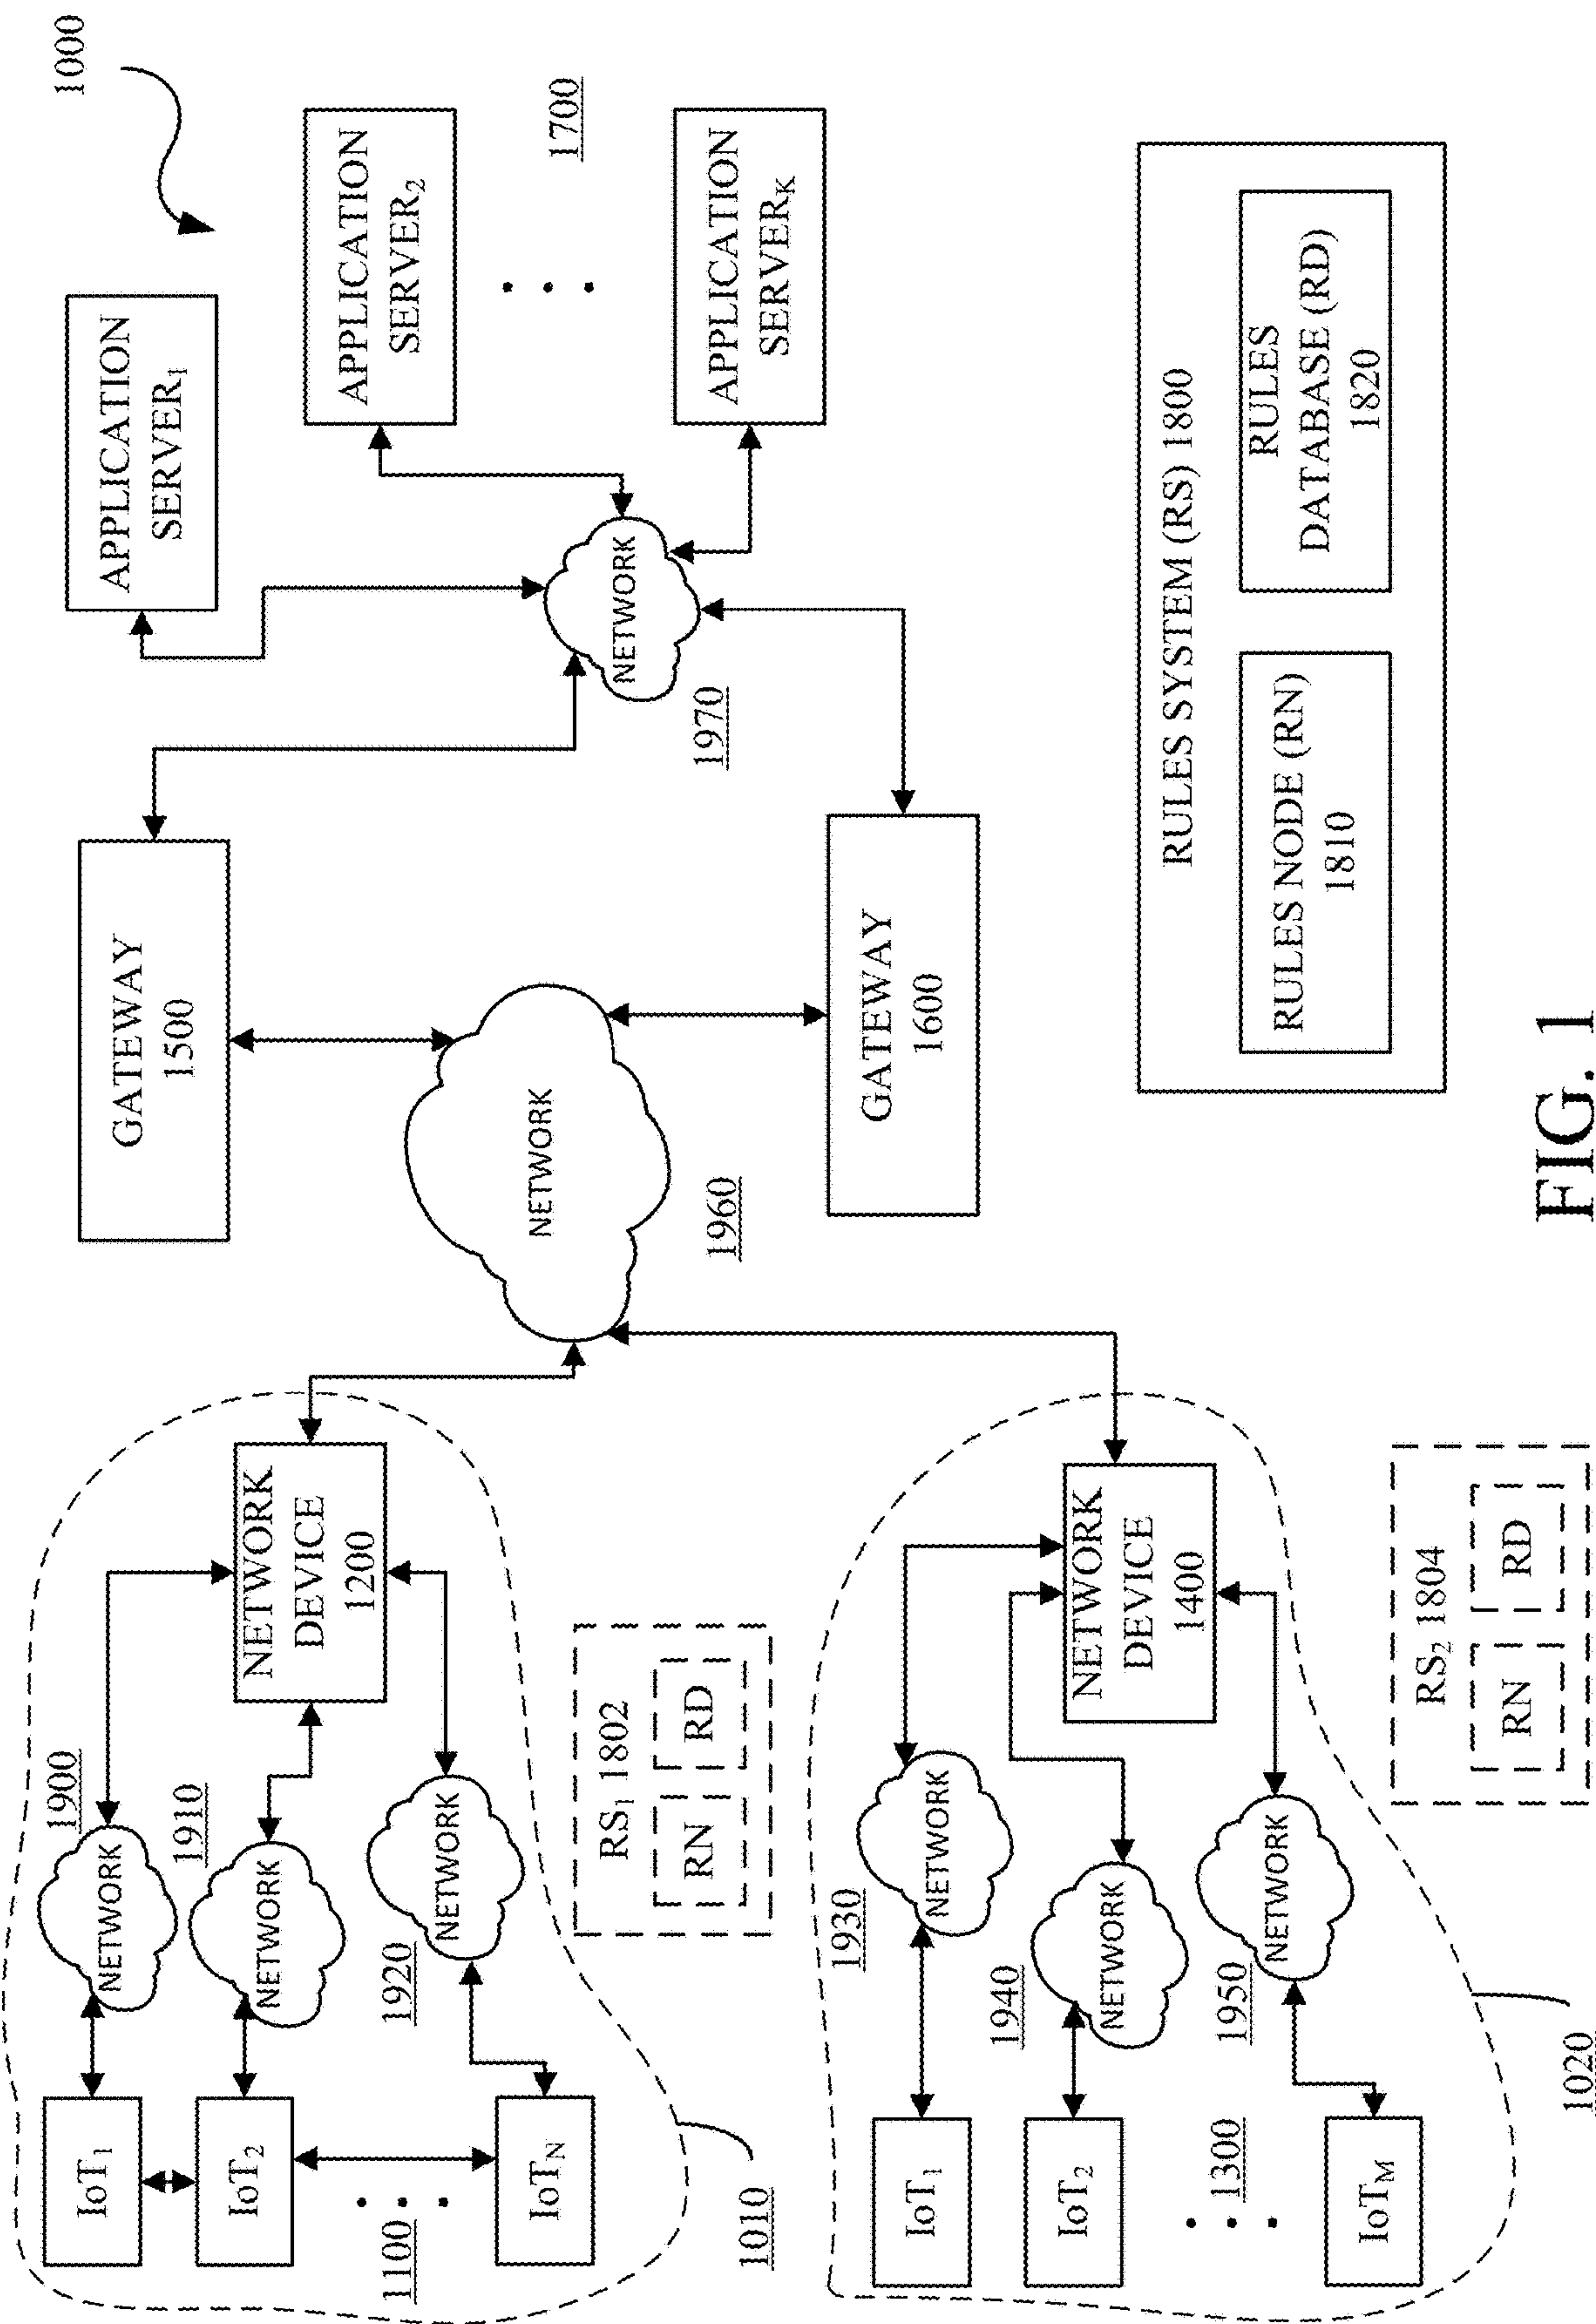 1000
APPLICATION
SERVER1
APPLICATION
SERVER2
1700
APPLICATION
SERVERK
GATEWAY
1500
NETWORK
1970
NETWORK
1960
GATEWAY
1600
RULES SYSTEM (RS) 1800
RULES NODE (RN)
1810
RULES
DATABASE (RD)
1820
NETWORK
DEVICE
1200
1900
NETWORK
1910
NETWORK
1920
NETWORK
IoT1
IoT2
1100
IoTN
1010
RS1 1802
RN
RD
NETWORK
DEVICE
1400
1930
NETWORK
1940
NETWORK
1950
NETWORK
IoT1
IoT2
1300
IoTM
1020
RS2 1804
RN
RD
FIG. 1